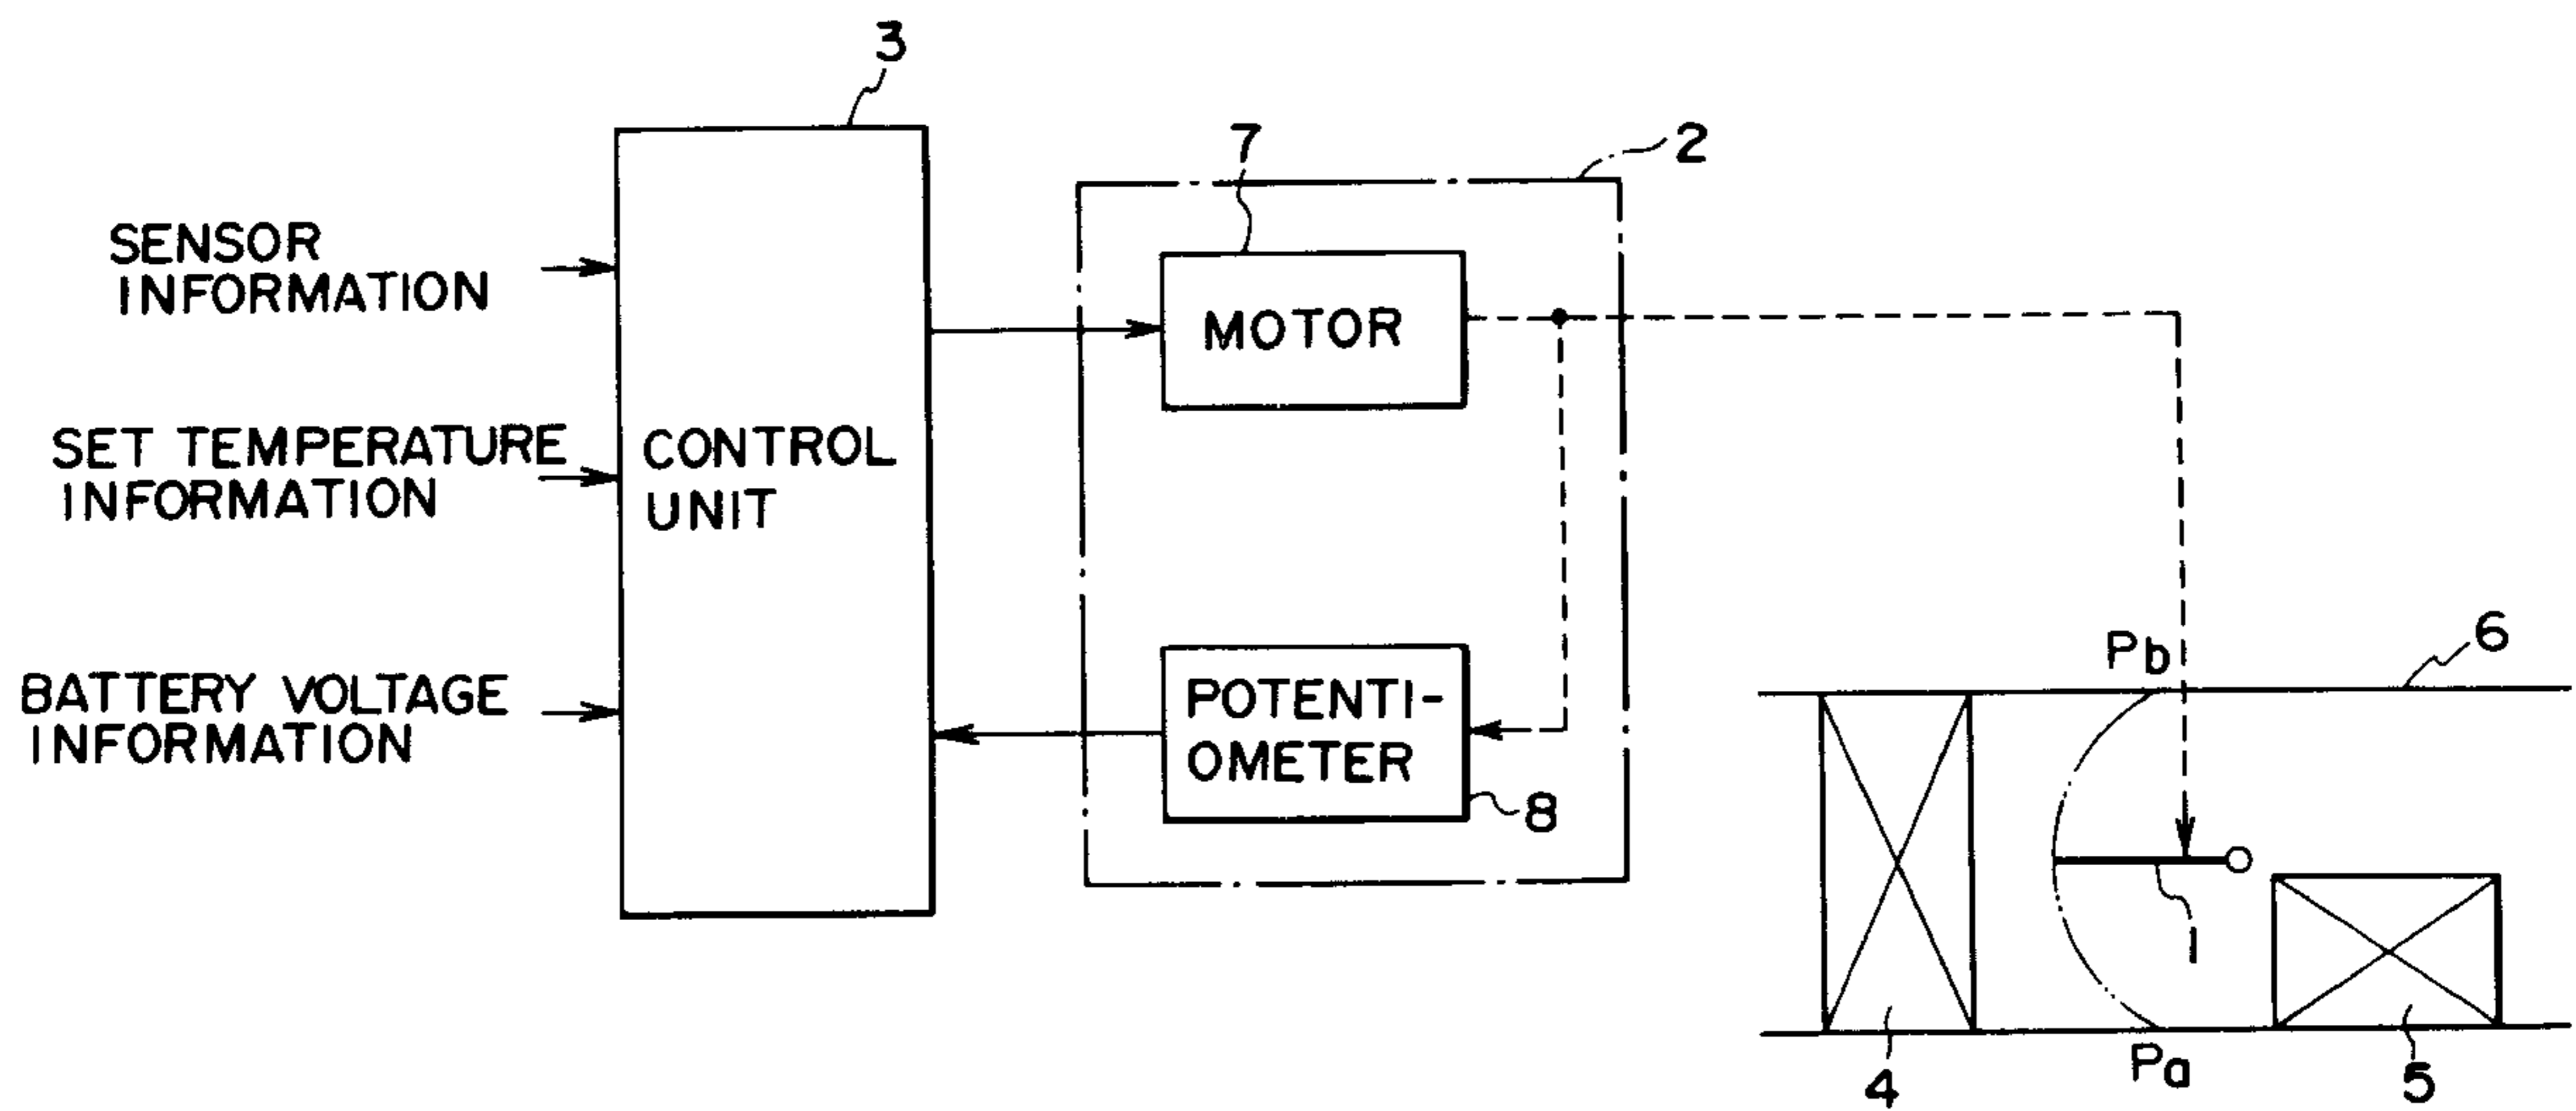 3
2
7
SENSOR
INFORMATION
MOTOR
SET TEMPERATURE
INFORMATION
CONTROL
UNIT
BATTERY VOLTAGE
INFORMATION
POTENTI-
OMETER
8
Pb
6
1
4
Pa
5